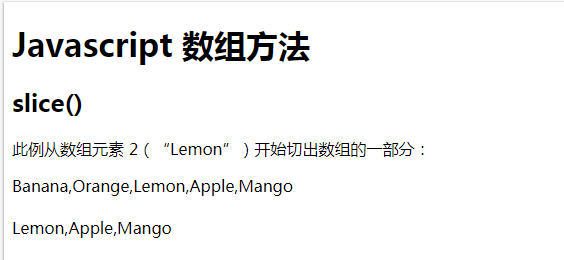 Javascript 数组方法
slice()
此例从数组元素 2（ “Lemon” ）开始切出数组的一部分：
Banana,Orange,Lemon,Apple,Mango
Lemon,Apple,Mango